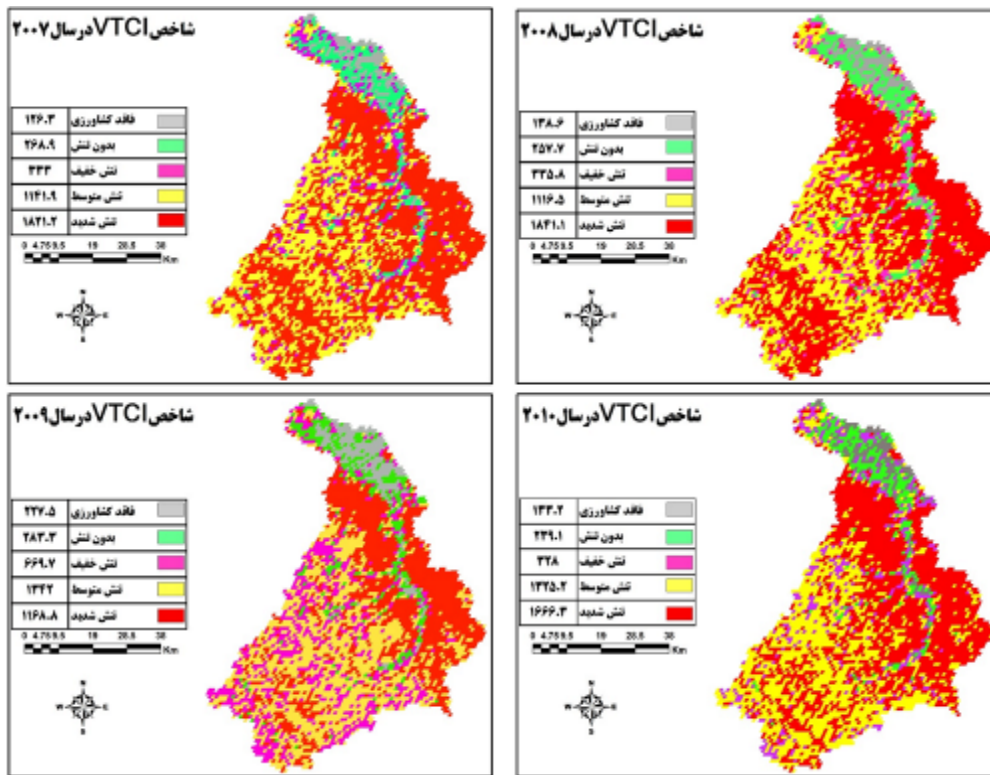 شاخص VTCI در سال ۲۰۰۷
۱۲۶.۳ فاقد کشاورزی
۲۶۸.۹ بدون تنش
۳۳۳ تنش خفیف
۱۱۴۱.۹ تنش متوسط
۱۸۲۱.۲ تنش شدید
0 4.75 9.5 19 28.5 38
Km
N
W E
S
شاخص VTCI در سال ۲۰۰۸
۱۳۸.۶ فاقد کشاورزی
۲۵۷.۷ بدون تنش
۳۳۵.۸ تنش خفیف
۱۱۱۶.۵ تنش متوسط
۱۸۴۱.۱ تنش شدید
0 4.75 9.5 19 28.5 38
Km
N
W E
S
شاخص VTCI در سال ۲۰۰۹
۲۲۷.۵ فاقد کشاورزی
۲۸۳.۳ بدون تنش
۶۶۹.۷ تنش خفیف
۱۳۴۲ تنش متوسط
۱۱۶۸.۸ تنش شدید
0 4.75 9.5 19 28.5 38
Km
N
W E
S
شاخص VTCI در سال ۲۰۱۰
۱۳۳.۲ فاقد کشاورزی
۲۳۹.۱ بدون تنش
۳۲۸ تنش خفیف
۱۳۲۵.۲ تنش متوسط
۱۶۶۶.۳ تنش شدید
0 4.75 9.5 19 28.5 38
Km
N
W E
S